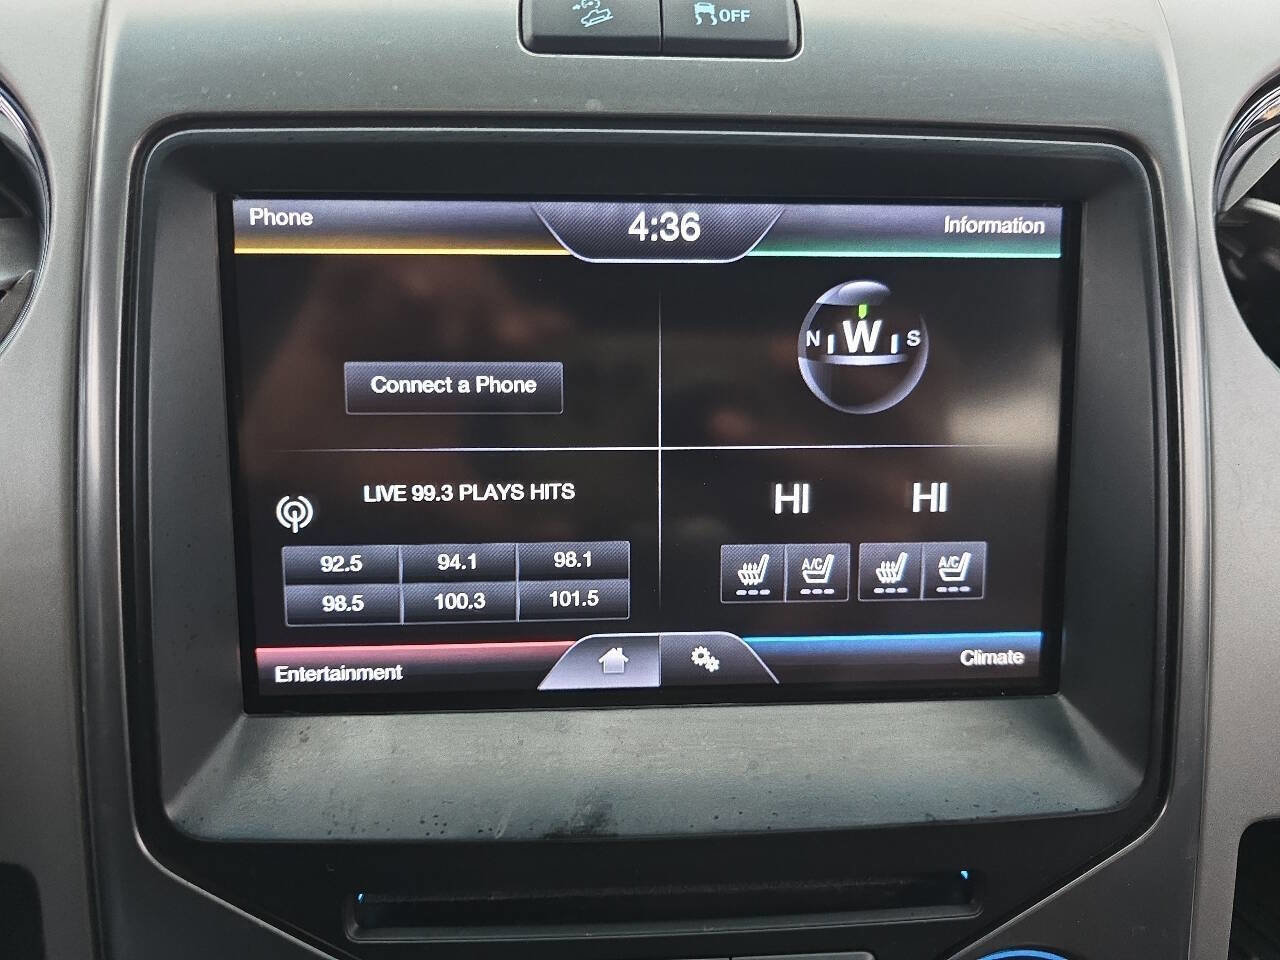 OFF
Phone
4:36
Information
N W S
Connect a Phone
LIVE 99.3 PLAYS HITS
HI HI
92.5 94.1 98.1
98.5 100.3 101.5
A/C A/C
Entertainment
Climate